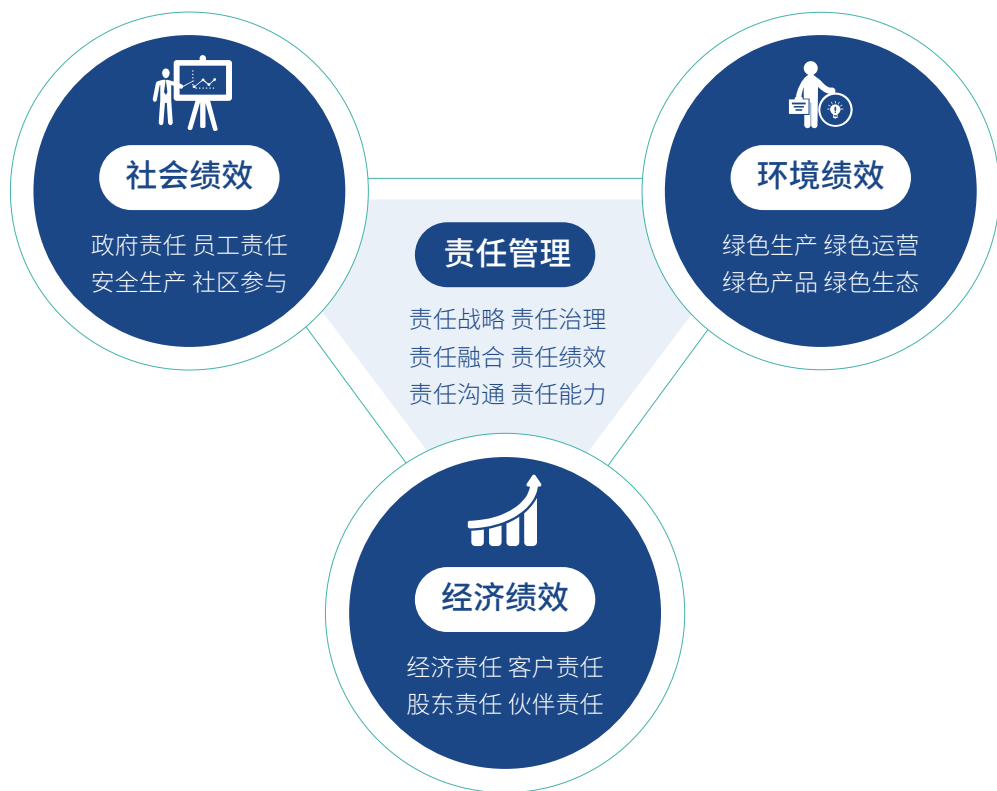 社会绩效
政府责任 员工责任
安全生产 社区参与
环境绩效
绿色生产 绿色运营
绿色产品 绿色生态
责任管理
责任战略 责任治理
责任融合 责任绩效
责任沟通 责任能力
经济绩效
经济责任 客户责任
股东责任 伙伴责任